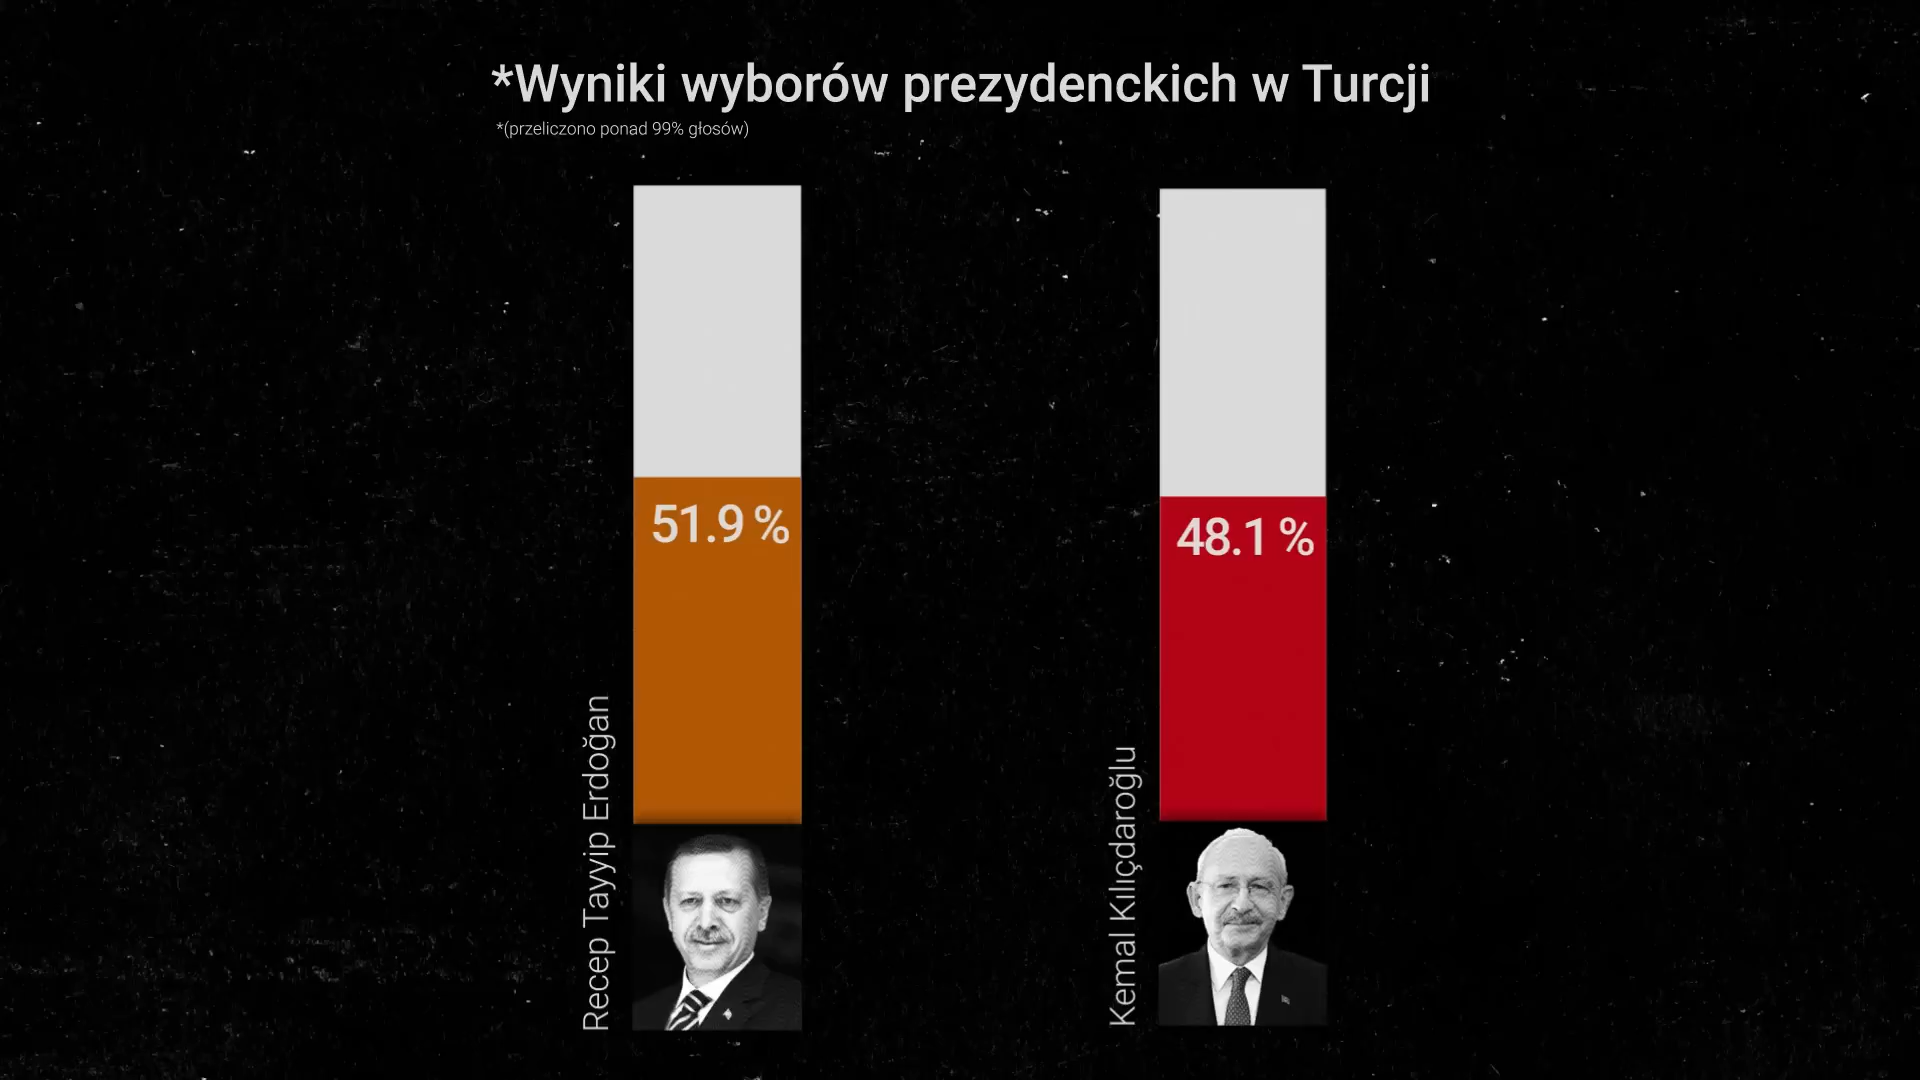 *Wyniki wyborów prezydenckich w Turcji
*(przeliczono ponad 99% głosów)
51.9 %
48.1 %
Recep Tayyip Erdoğan
Kemal Kılıçdaroğlu